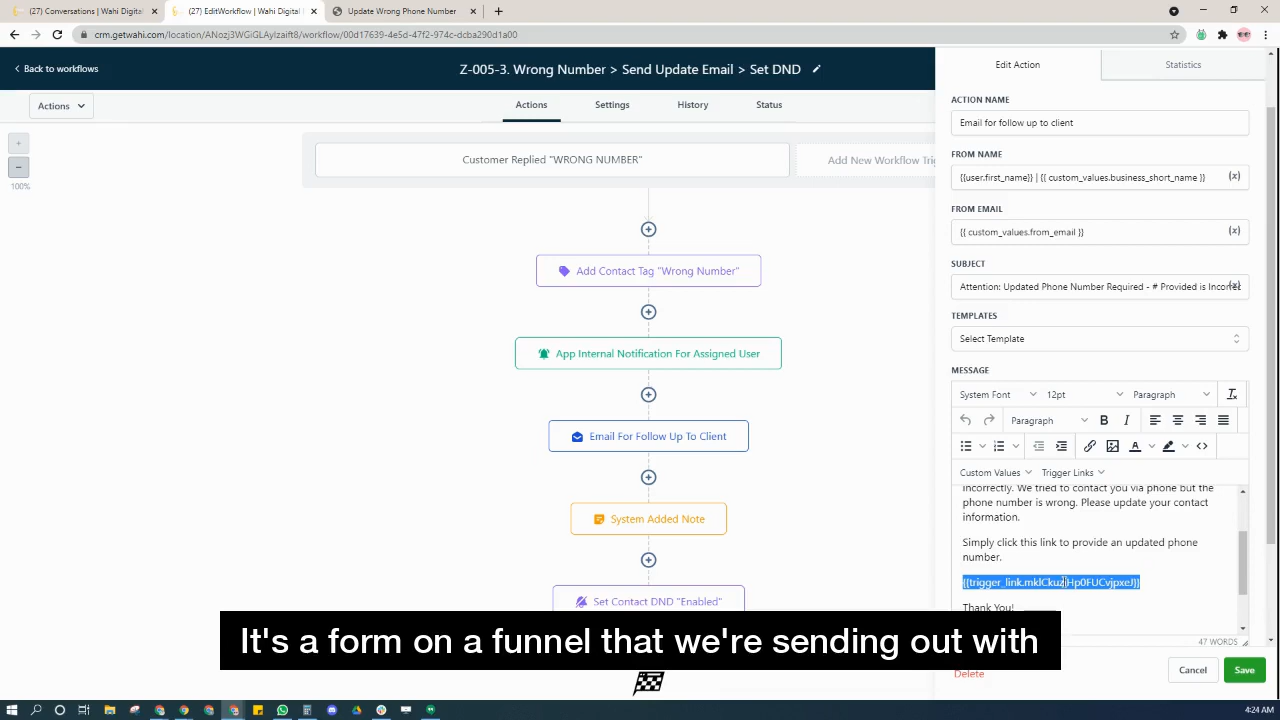 (27) Conversations | Wahi Digital
(27) EditWorkflow | Wahi Digital
Update Wrong Phone Number
crm.getwahi.com/location/ANozj3WGiGLAylzaift8/workflow/00d17639-4e5d-47f2-974c-dcba290d1a00
Back to workflows
Z-005-3. Wrong Number > Send Update Email > Set DND
Edit Action
Statistics
Actions
Actions
Settings
History
Status
100%
Customer Replied "WRONG NUMBER"
Add New Workflow Trig
Add Contact Tag "Wrong Number"
App Internal Notification For Assigned User
Email For Follow Up To Client
System Added Note
Set Contact DND "Enabled"
ACTION NAME
Email for follow up to client
FROM NAME
{{user.first_name}} | {{ custom_values.business_short_name }}
(x)
FROM EMAIL
{{ custom_values.from_email }}
(x)
SUBJECT
Attention: Updated Phone Number Required - # Provided is Incorrec
TEMPLATES
Select Template
MESSAGE
System Font 12pt Paragraph
Paragraph B I
A
Custom Values Trigger Links
incorrectly. We tried to contact you via phone but the
phone number is wrong. Please update your contact
information.
Simply click this link to provide an updated phone
number.
Thank You!
47 WORDS
Delete
Cancel
Save
It's a form on a funnel that we're sending out with
4:24 AM